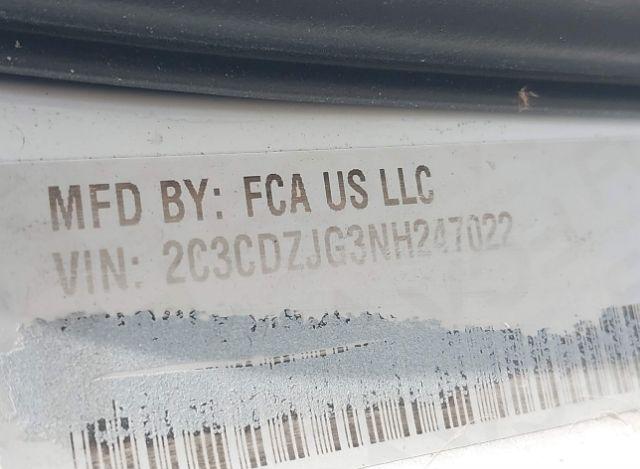 MFD BY: FCA US LLC
VIN: 2C3CDZJG3NH247022